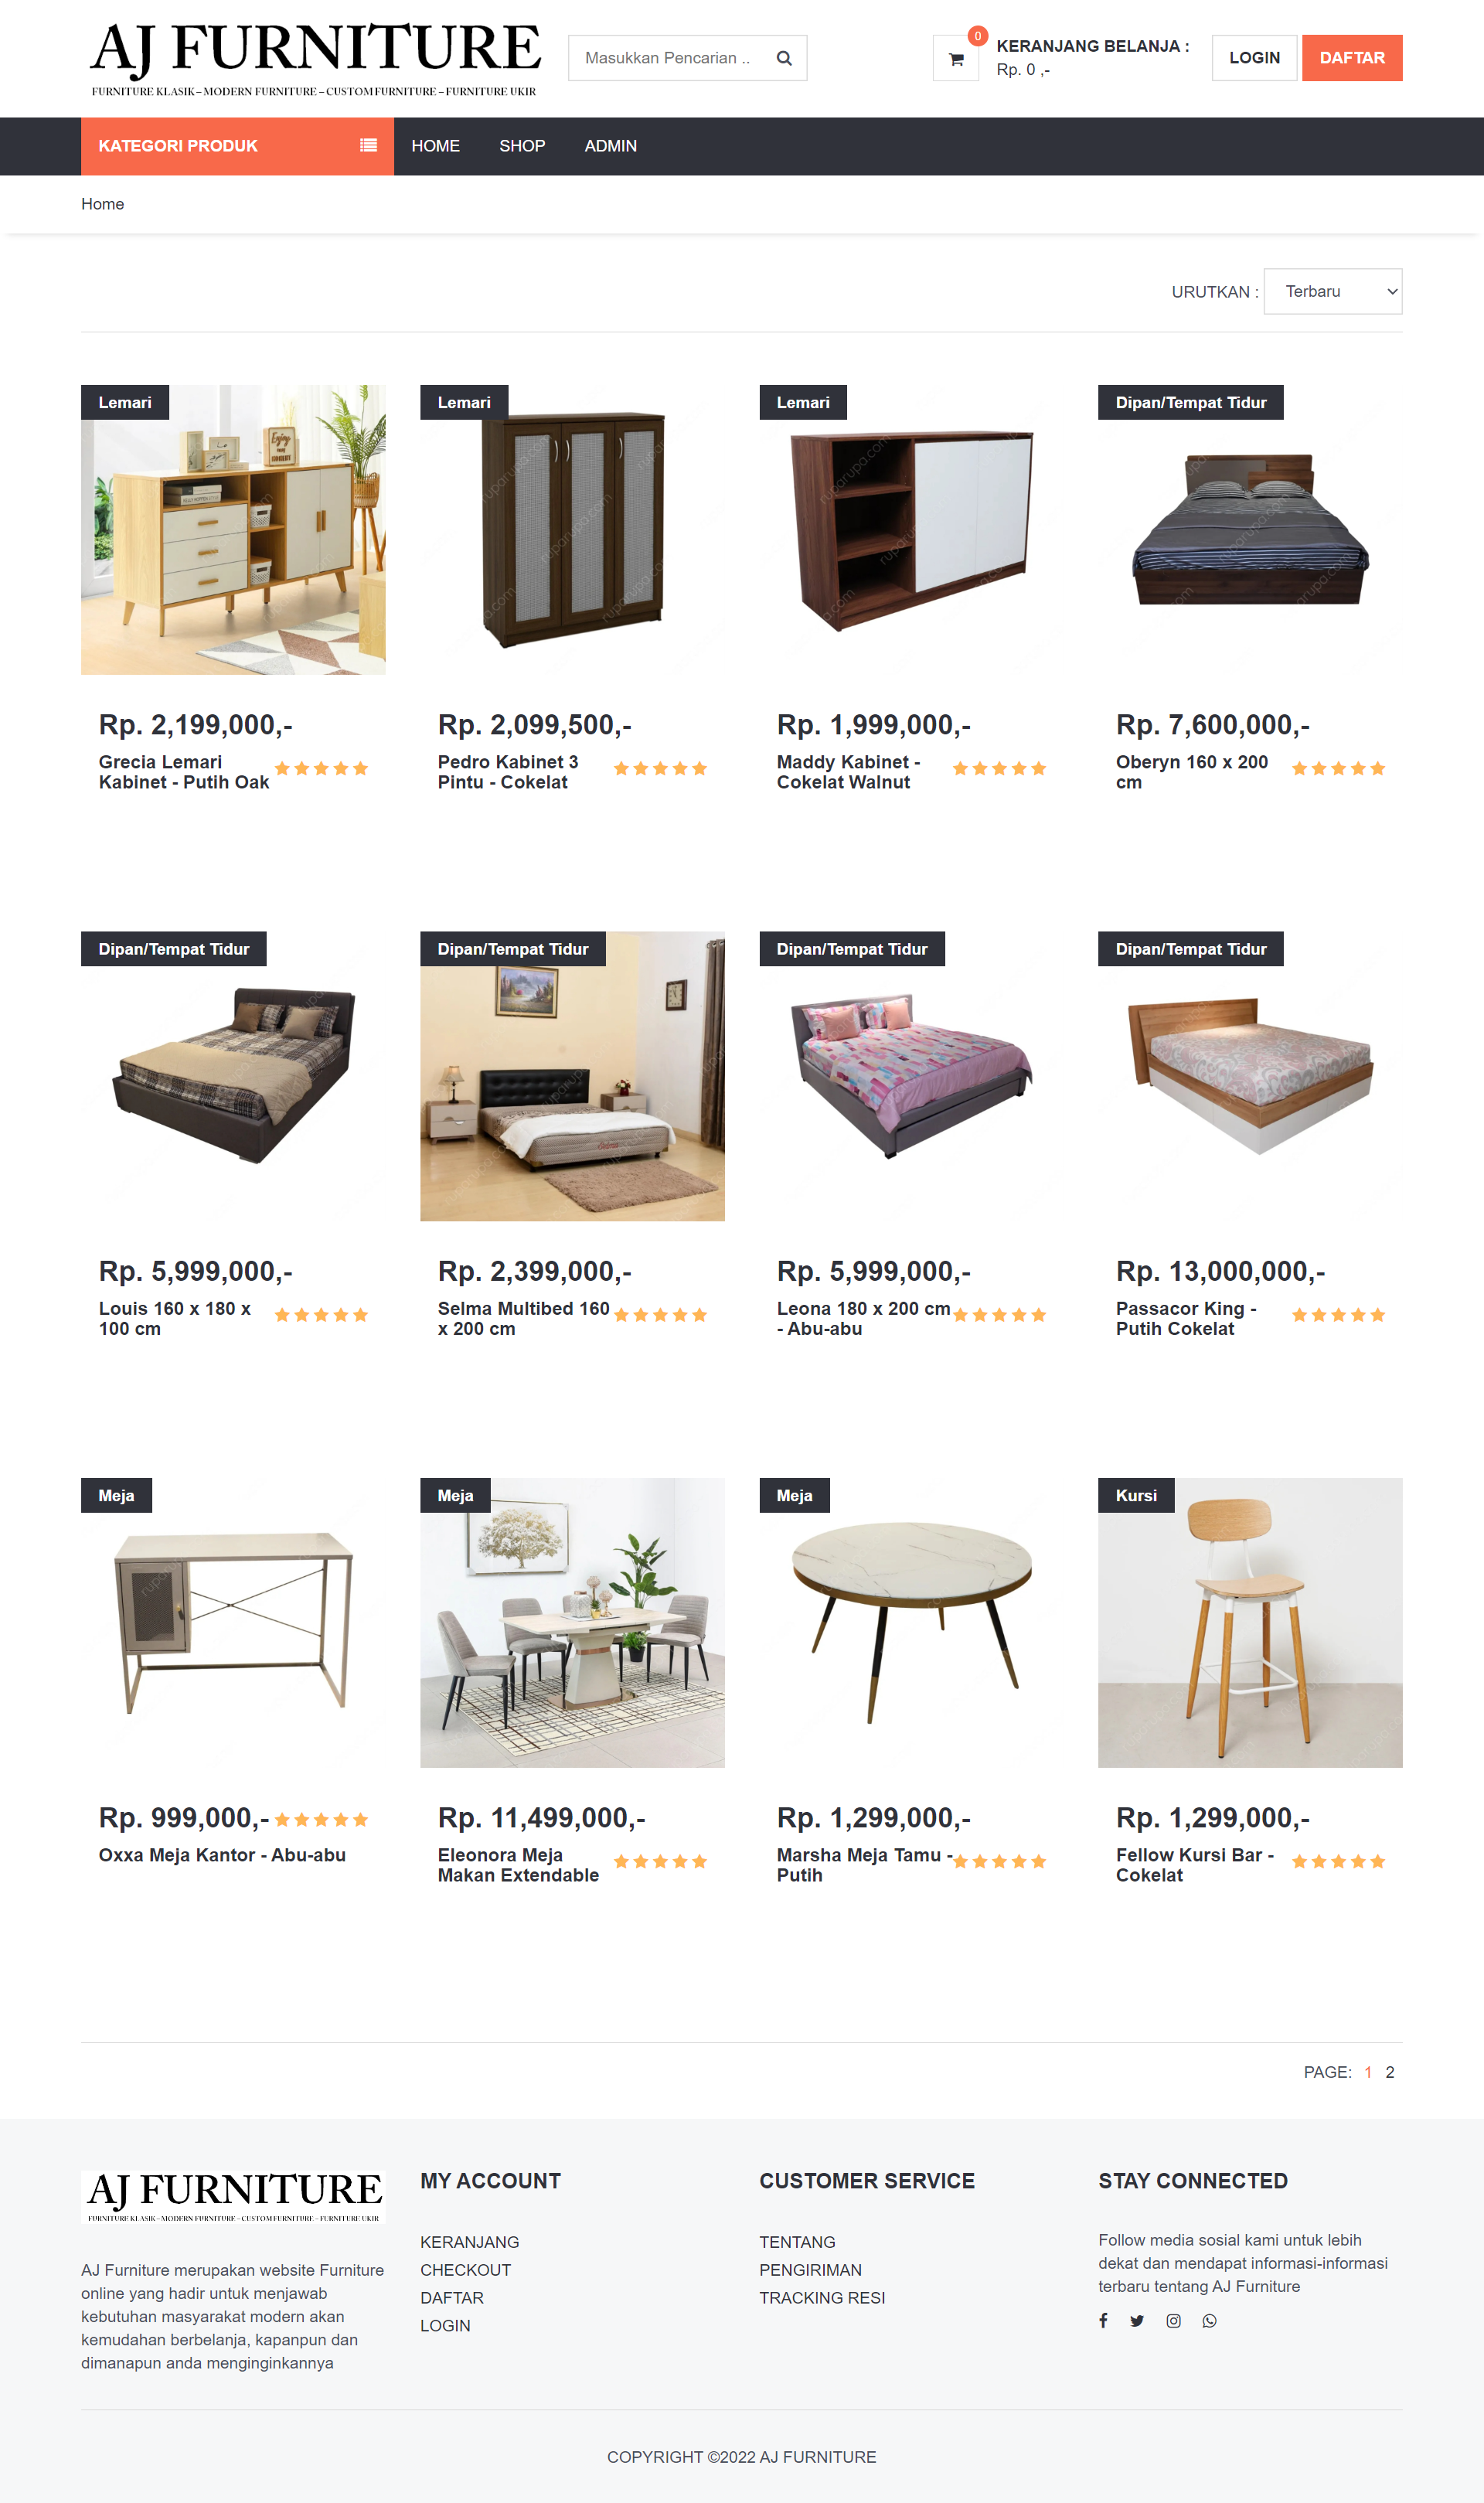 AJ FURNITURE
FURNITURE KLASIK – MODERN FURNITURE – CUSTOM FURNITURE – FURNITURE UKIR
Masukkan Pencarian ..
0
KERANJANG BELANJA :
Rp. 0 ,-
LOGIN
DAFTAR
KATEGORI PRODUK
HOME
SHOP
ADMIN
Home
URUTKAN :
Terbaru
Lemari
Rp. 2,199,000,-
Grecia Lemari
Kabinet - Putih Oak
Lemari
ruparupa.com
Rp. 2,099,500,-
Pedro Kabinet 3
Pintu - Cokelat
Lemari
ruparupa.com
Rp. 1,999,000,-
Maddy Kabinet -
Cokelat Walnut
Dipan/Tempat Tidur
Rp. 7,600,000,-
Oberyn 160 x 200
cm
Dipan/Tempat Tidur
Rp. 5,999,000,-
Louis 160 x 180 x
100 cm
Dipan/Tempat Tidur
Rp. 2,399,000,-
Selma Multibed 160
x 200 cm
Dipan/Tempat Tidur
Rp. 5,999,000,-
Leona 180 x 200 cm
- Abu-abu
Dipan/Tempat Tidur
Rp. 13,000,000,-
Passacor King -
Putih Cokelat
Meja
Rp. 999,000,-
Oxxa Meja Kantor - Abu-abu
Meja
Rp. 11,499,000,-
Eleonora Meja
Makan Extendable
Meja
Rp. 1,299,000,-
Marsha Meja Tamu -
Putih
Kursi
Rp. 1,299,000,-
Fellow Kursi Bar -
Cokelat
PAGE: 1 2
AJ FURNITURE
FURNITURE KLASIK – MODERN FURNITURE – CUSTOM FURNITURE – FURNITURE UKIR
AJ Furniture merupakan website Furniture
online yang hadir untuk menjawab
kebutuhan masyarakat modern akan
kemudahan berbelanja, kapanpun dan
dimanapun anda menginginkannya
MY ACCOUNT
KERANJANG
CHECKOUT
DAFTAR
LOGIN
CUSTOMER SERVICE
TENTANG
PENGIRIMAN
TRACKING RESI
STAY CONNECTED
Follow media sosial kami untuk lebih
dekat dan mendapat informasi-informasi
terbaru tentang AJ Furniture
COPYRIGHT ©2022 AJ FURNITURE